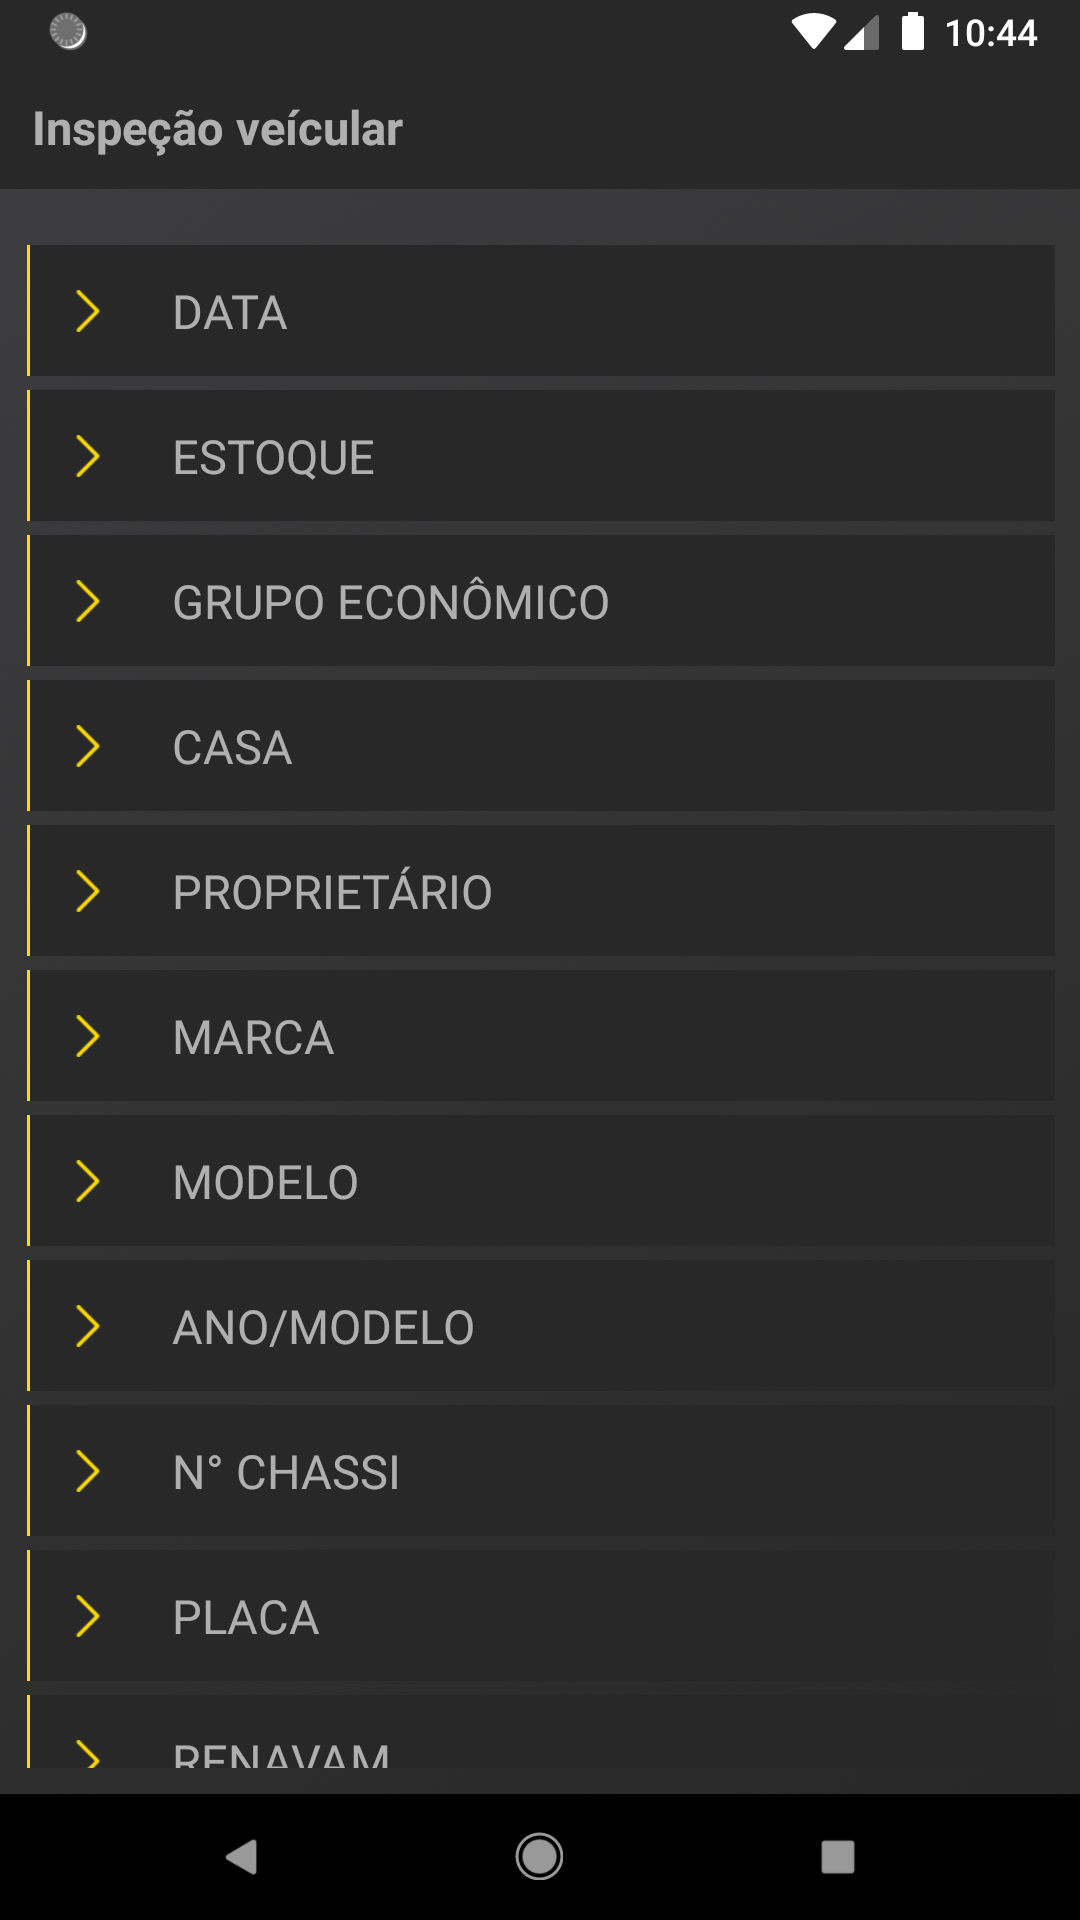 10:44
Inspeção veícular
DATA
ESTOQUE
GRUPO ECONÔMICO
CASA
PROPRIETÁRIO
MARCA
MODELO
ANO/MODELO
N° CHASSI
PLACA
RENAVAM